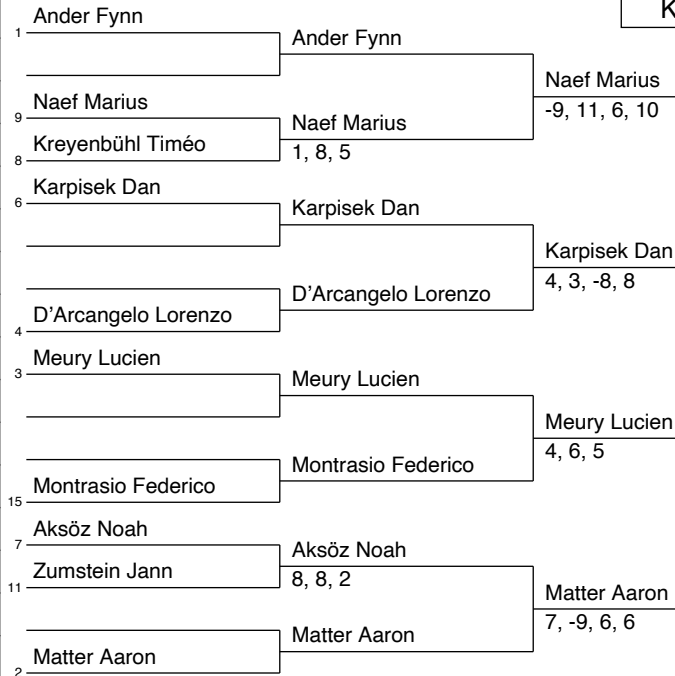 K
1 Ander Fynn
Ander Fynn
Naef Marius
-9, 11, 6, 10
9 Naef Marius
Naef Marius
1, 8, 5
8 Kreyenbühl Timéo
6 Karpisek Dan
Karpisek Dan
Karpisek Dan
4, 3, -8, 8
D'Arcangelo Lorenzo
4 D'Arcangelo Lorenzo
3 Meury Lucien
Meury Lucien
Meury Lucien
4, 6, 5
Montrasio Federico
15 Montrasio Federico
7 Aksöz Noah
Aksöz Noah
8, 8, 2
11 Zumstein Jann
Matter Aaron
7, -9, 6, 6
Matter Aaron
2 Matter Aaron